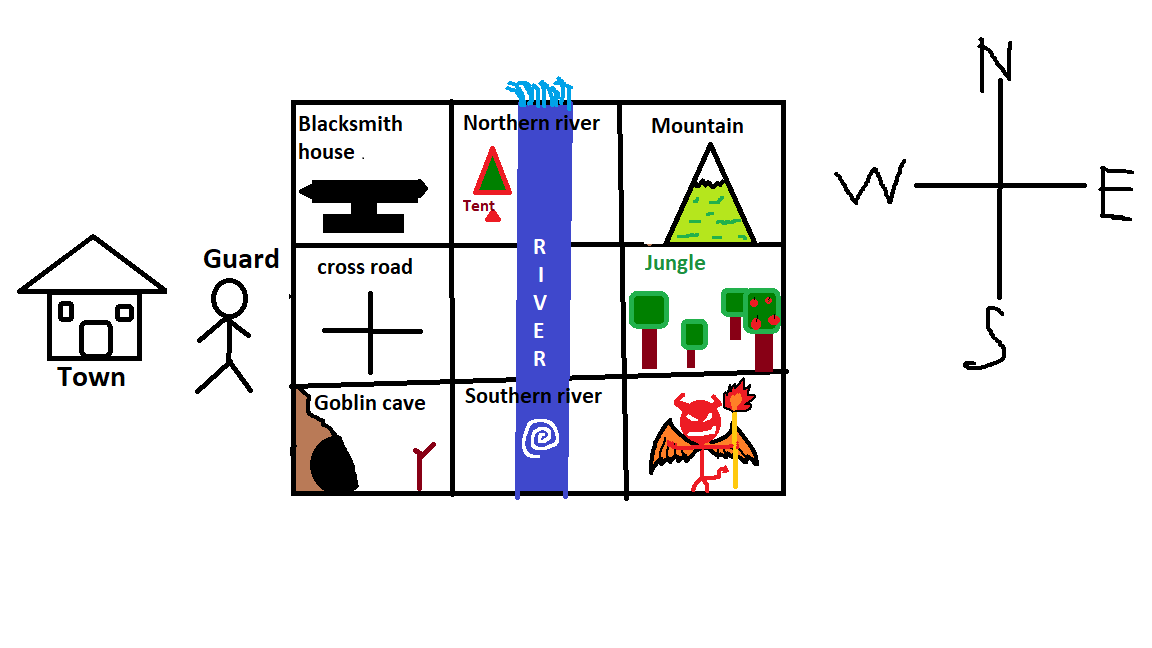 N
Blacksmith
house .
Northern river
Mountain
W
E
Tent
Guard
cross road
R
I
V
E
R
Jungle
Town
Goblin cave
Southern river
S